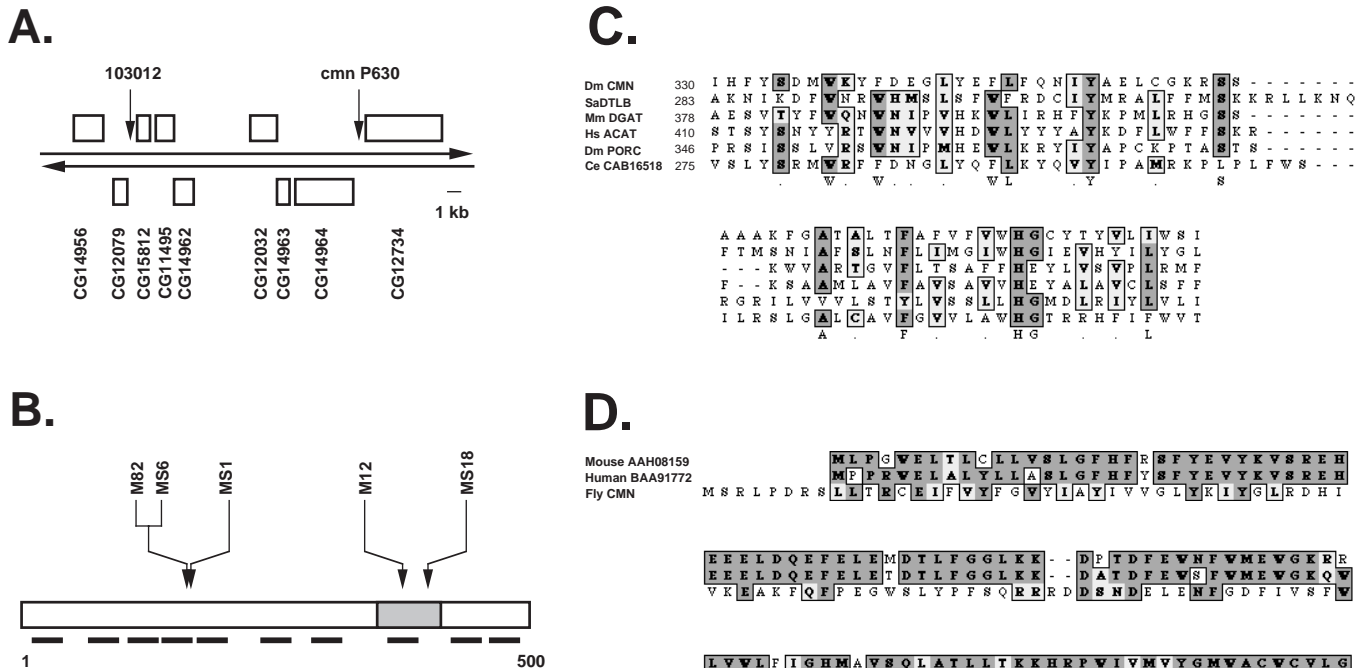 A.
103012 cmn P630
1 kb
CG14956 CG12079 CG15812 CG11495 CG14962 CG12032 CG14963 CG14964 CG12734
B.
M82 MS6 MS1 M12 MS18
1 500
C.
Dm CMN 330 I H F Y S D M W K Y F D E G L Y E F L F Q N I Y A E L C G K R S S - - - - - - -
SaDTLB 283 A K N I K D F W N R W H M S L S F W F R D C I Y M R A L F F M S K K R L L K N Q
Mm DGAT 378 A E S V T Y F W Q N W N I P V H K W L I R H F Y K P M L R H G S S - - - - - - -
Hs ACAT 410 S T S Y S N Y Y R T W N V V V H D W L Y Y Y A Y K D F L W F F S K R - - - - - -
Dm PORC 346 P R I S S S L V R S W N I P M H E W L K R Y I Y A P C K P T A S T S - - - - - -
Ce CAB16518 275 V S L Y S R M W R F F D N G L Y Q F L K Y Q V Y I P A M R K P L P L F W S - - -
. W . W . . W L . Y . S
A A A K F G A T A L T F A F V F V W H G C Y T Y V L I W S I
F T M S N I A F S L N F L I M G I W H G I E V H Y I L Y G L
- - - K W V A R T G V F L T S A F F H E Y L V S V P L R M F
F - - K S A A M L A V F A V S A V V H E Y A L A V C L S F F
R G R I L V V V L S T Y L V S S L L H G M D L R I Y L V L I
I L R S L G A L C A V F G V V L A W H G T R R H F I F W V T
A . F . . . H G . . L
D.
Mouse AAH08159 M L P G W E L T L C L L V S L G F H F R S F Y E V Y K V S R E H
Human BAA91772 M P P R W E L A L Y L L A S L G F H F Y S F Y E V Y K V S R E H
Fly CMN M S R L P D R S L L T R C E I F V Y F G V Y I A Y I V V G L Y K I Y G L R D H I
E E E L D Q E F E L E M D T L F G G L K K - - D P T D F E W N F W M E W G K R R
E E E L D Q E F E L E T D T L F G G L K K - - D A T D F E W S F W M E W G K Q W
V K E A K F Q F P E G W S L Y P F S Q R R R D D S N D E L E N F G D F I V S F W
L V W L F I G H M A V S Q L A T L L T K K H R P W I V M V Y G M W A C W C V L G